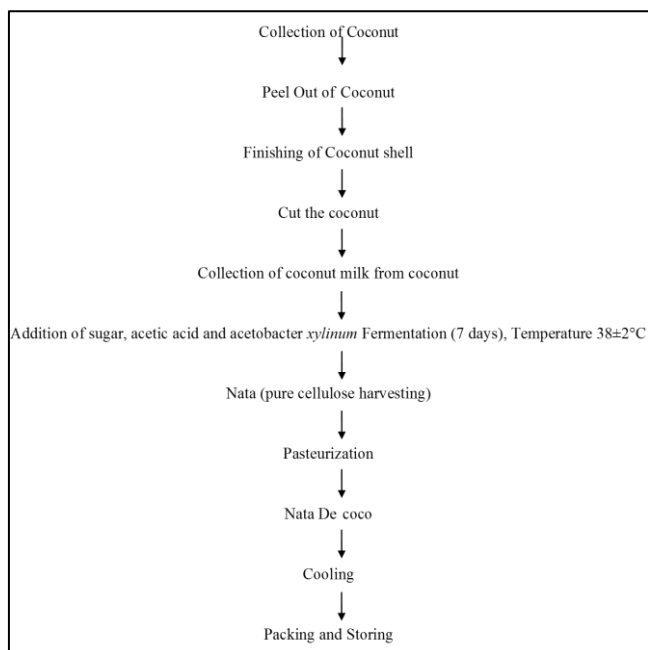 Collection of Coconut
Peel Out of Coconut
Finishing of Coconut shell
Cut the coconut
Collection of coconut milk from coconut
Addition of sugar, acetic acid and acetobacter xylinum Fermentation (7 days), Temperature 38±2°C
Nata (pure cellulose harvesting)
Pasteurization
Nata De coco
Cooling
Packing and Storing